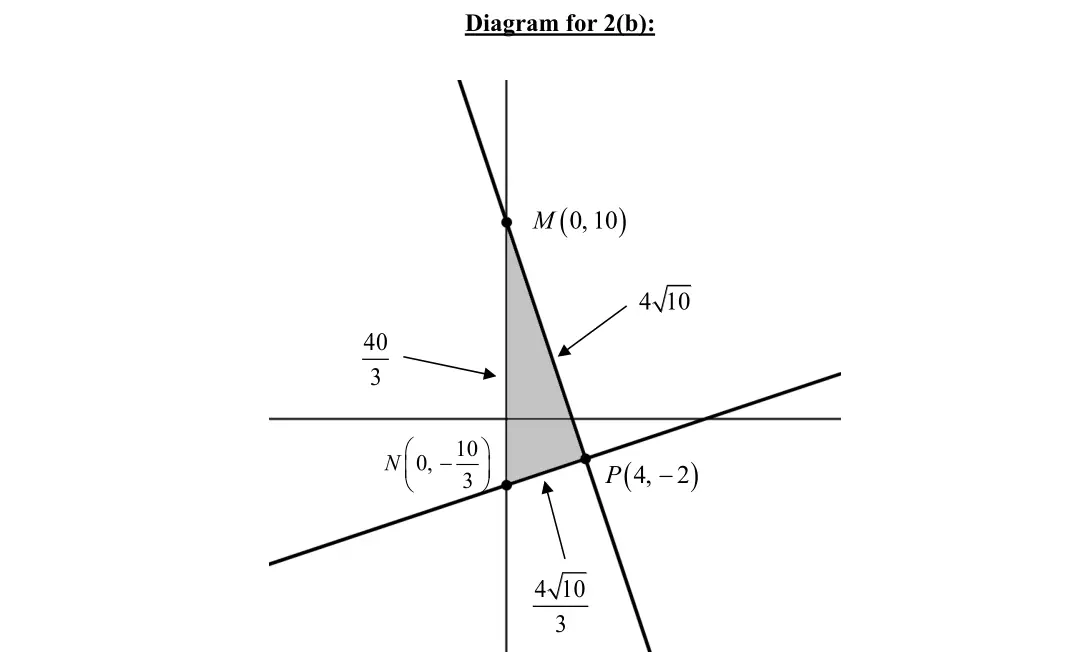 Diagram for 2(b):
M(0, 10)
4√10
40/3
N(0, −10/3)
P(4, −2)
4√10/3